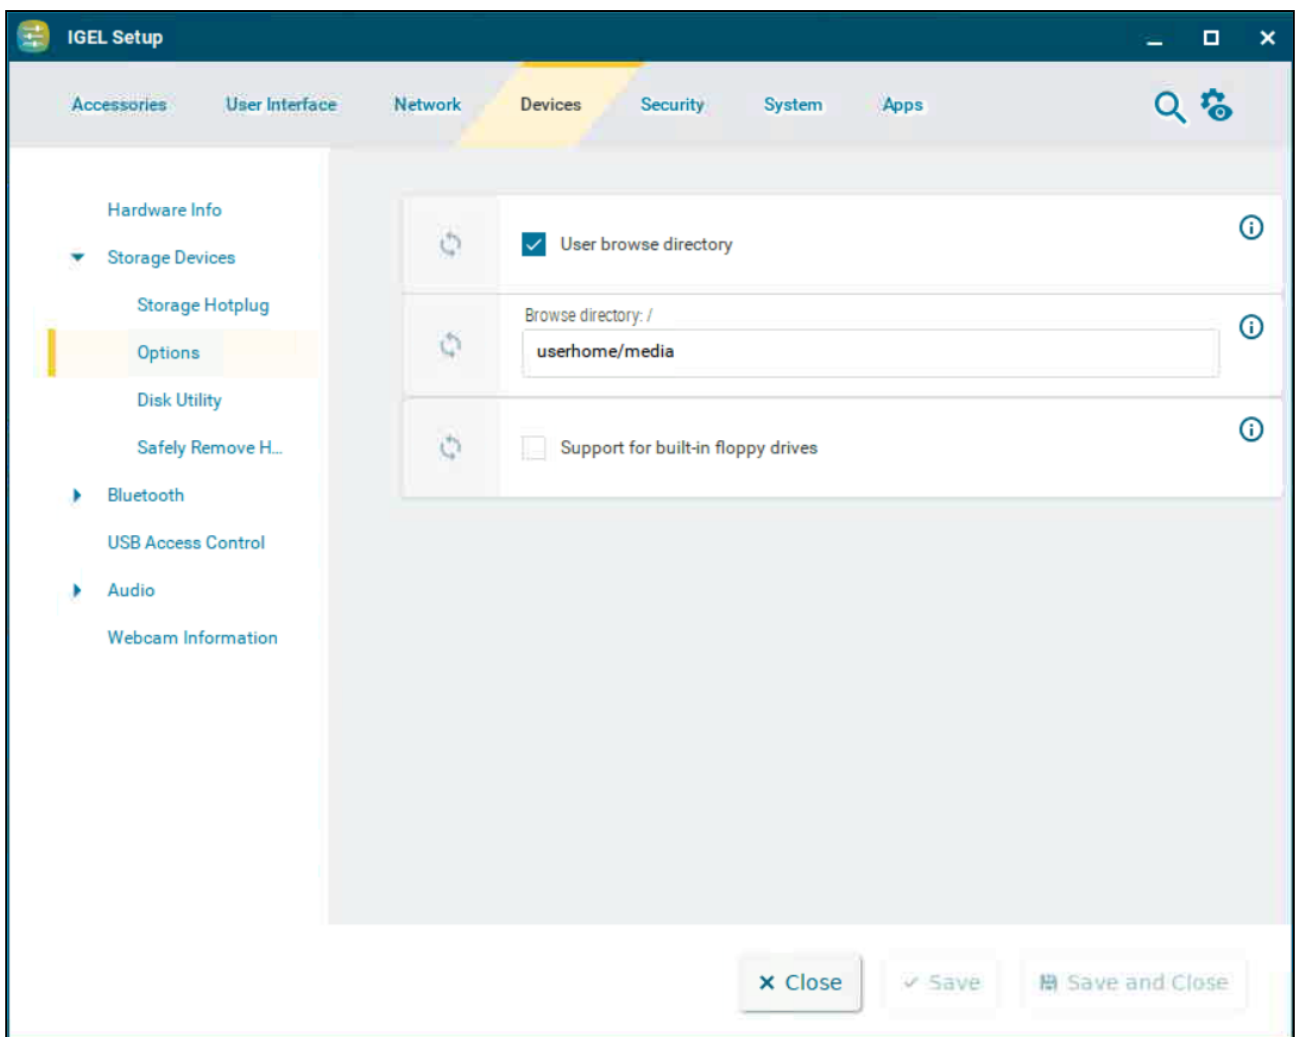 IGEL Setup
Accessories User Interface Network Devices Security System Apps
Hardware Info
Storage Devices
Storage Hotplug
Options
Disk Utility
Safely Remove H...
Bluetooth
USB Access Control
Audio
Webcam Information
User browse directory
Browse directory: /
userhome/media
Support for built-in floppy drives
Close Save Save and Close